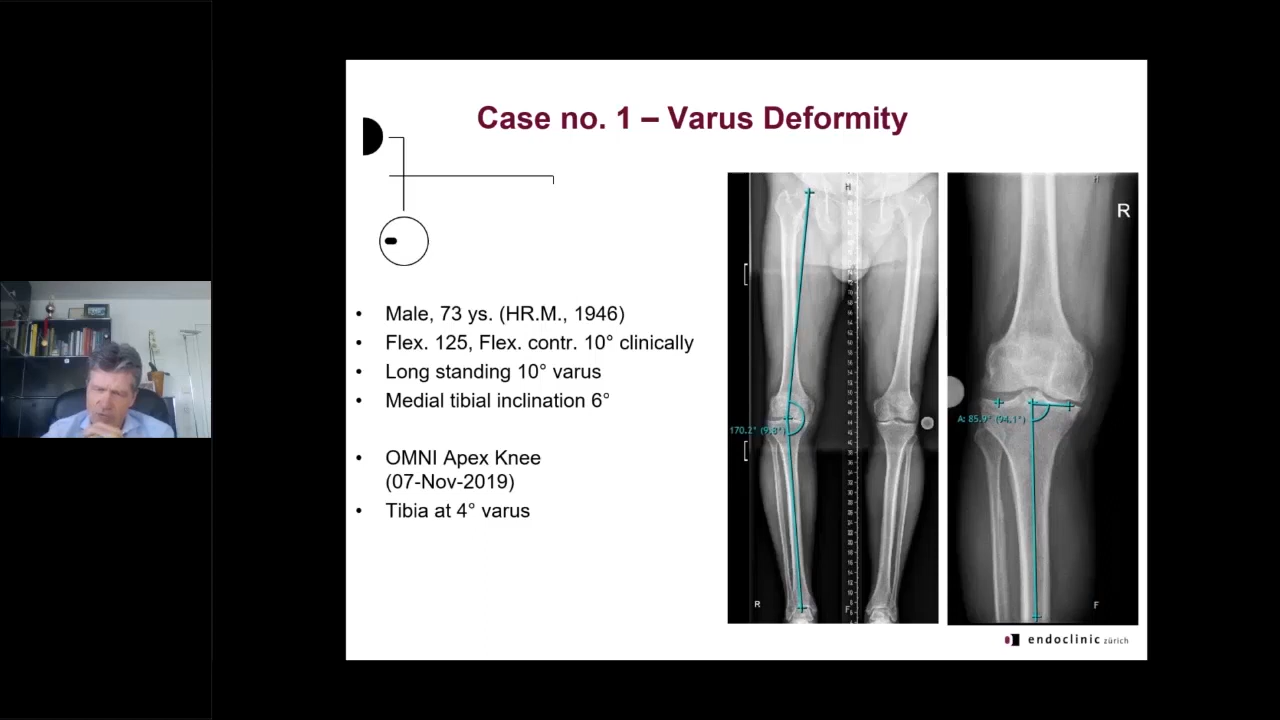 Case no. 1 – Varus Deformity
• Male, 73 ys. (HR.M., 1946)
• Flex. 125, Flex. contr. 10° clinically
• Long standing 10° varus
• Medial tibial inclination 6°
• OMNI Apex Knee
(07-Nov-2019)
• Tibia at 4° varus
H
170.2° (9.8°)
R
F
H
R
A: 85.9° (94.1°)
F
endoclinic zürich